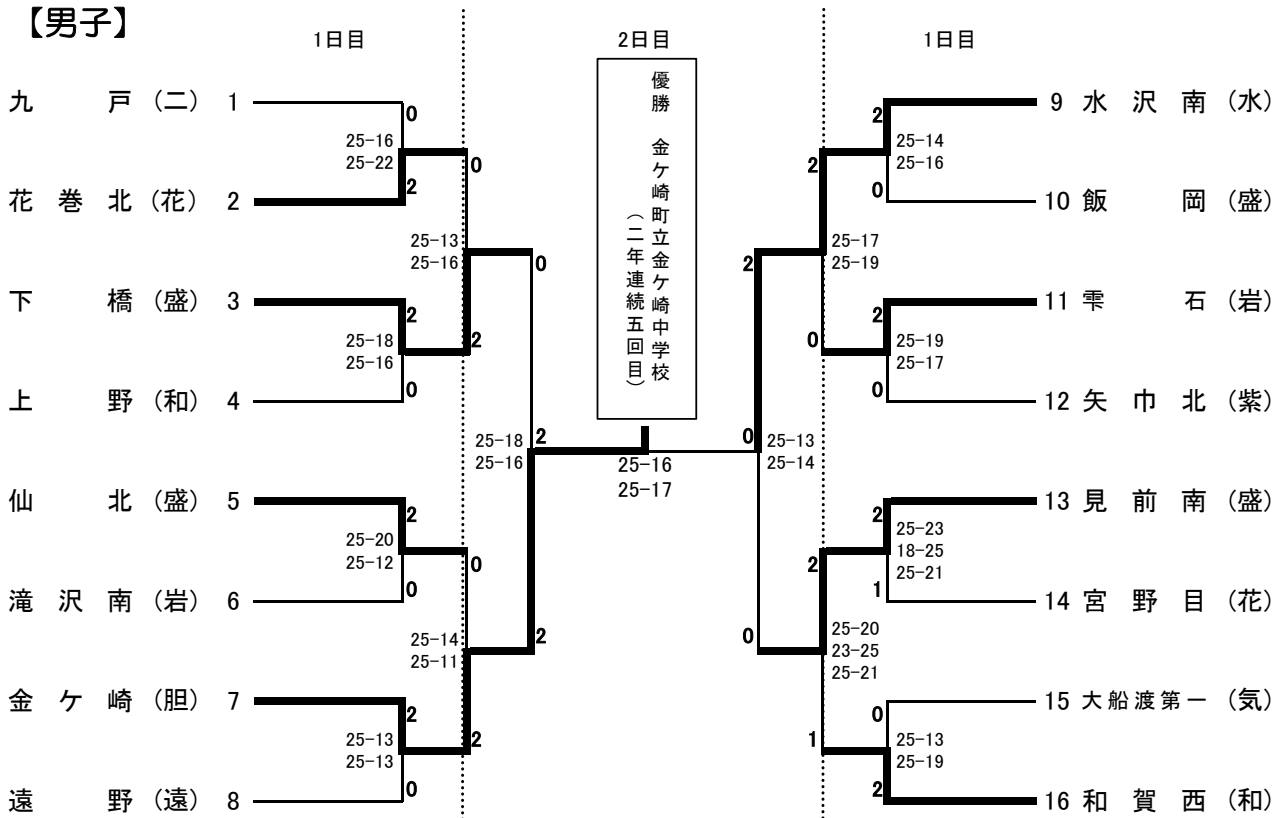 【男子】
1日目
2日目
1日目
優勝 金ケ崎町立金ケ崎中学校
（二年連続五回目）
九戸（二） 1
花巻北（花） 2
下橋（盛） 3
上野（和） 4
仙北（盛） 5
滝沢南（岩） 6
金ケ崎（胆） 7
遠野（遠） 8
0
25-16
25-22
2
2
25-18
25-16
0
2
25-20
25-12
0
2
25-13
25-13
0
0
25-13
25-16
2
0
25-14
25-11
2
0
25-18
25-16
2
2
25-16
25-17
0
2
25-13
25-14
0
2
25-17
25-19
0
2
25-20
23-25
25-21
1
2
25-14
25-16
0
2
25-19
25-17
0
2
25-23
18-25
25-21
1
0
25-13
25-19
2
9 水沢南（水）
10 飯岡（盛）
11 雫石（岩）
12 矢巾北（紫）
13 見前南（盛）
14 宮野目（花）
15 大船渡第一（気）
16 和賀西（和）